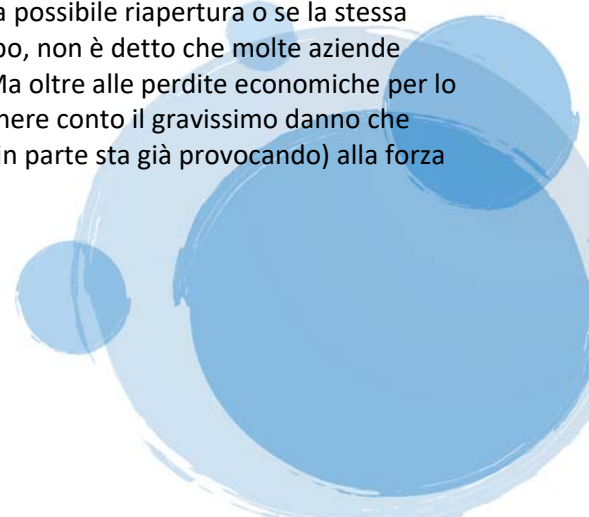 a possibile riapertura o se la stessa
po, non è detto che molte aziende
Ma oltre alle perdite economiche per lo
nere conto il gravissimo danno che
in parte sta già provocando) alla forza